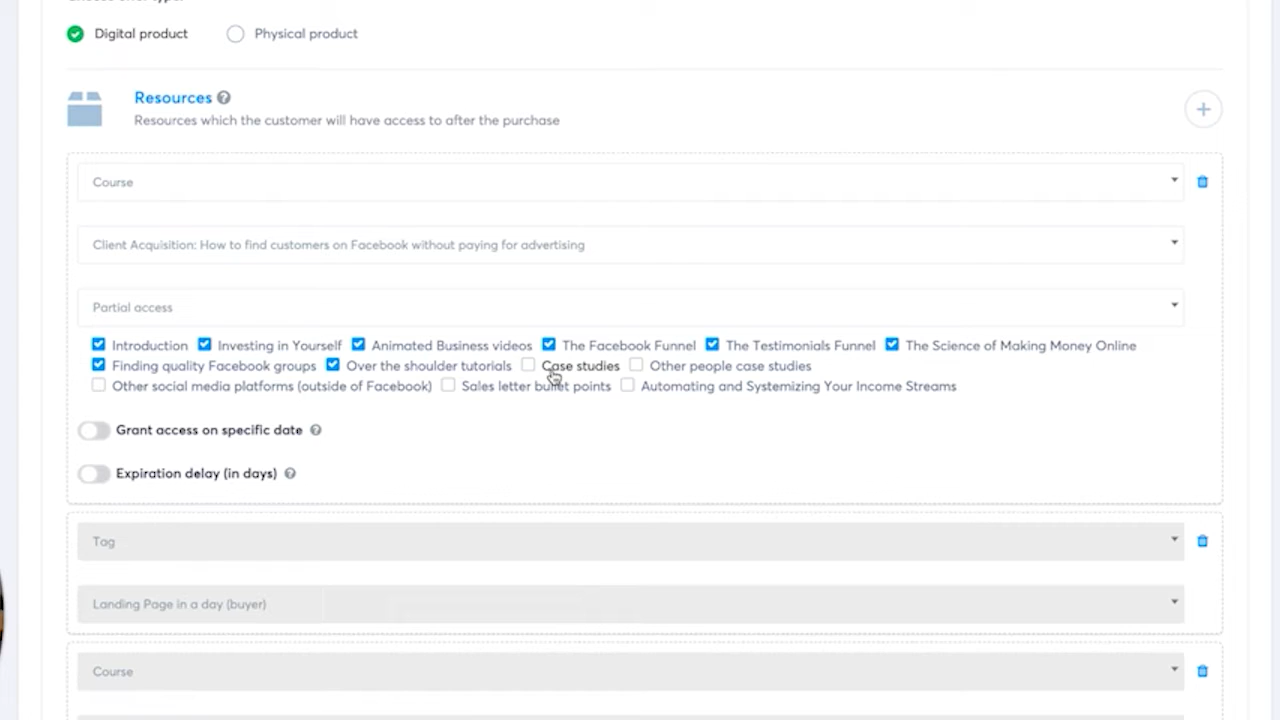 Digital product Physical product
Resources
Resources which the customer will have access to after the purchase
Course
Client Acquisition: How to find customers on Facebook without paying for advertising
Partial access
Introduction Investing in Yourself Animated Business videos The Facebook Funnel The Testimonials Funnel The Science of Making Money Online
Finding quality Facebook groups Over the shoulder tutorials Case studies Other people case studies
Other social media platforms (outside of Facebook) Sales letter bullet points Automating and Systemizing Your Income Streams
Grant access on specific date
Expiration delay (in days)
Tag
Landing Page in a day (buyer)
Course